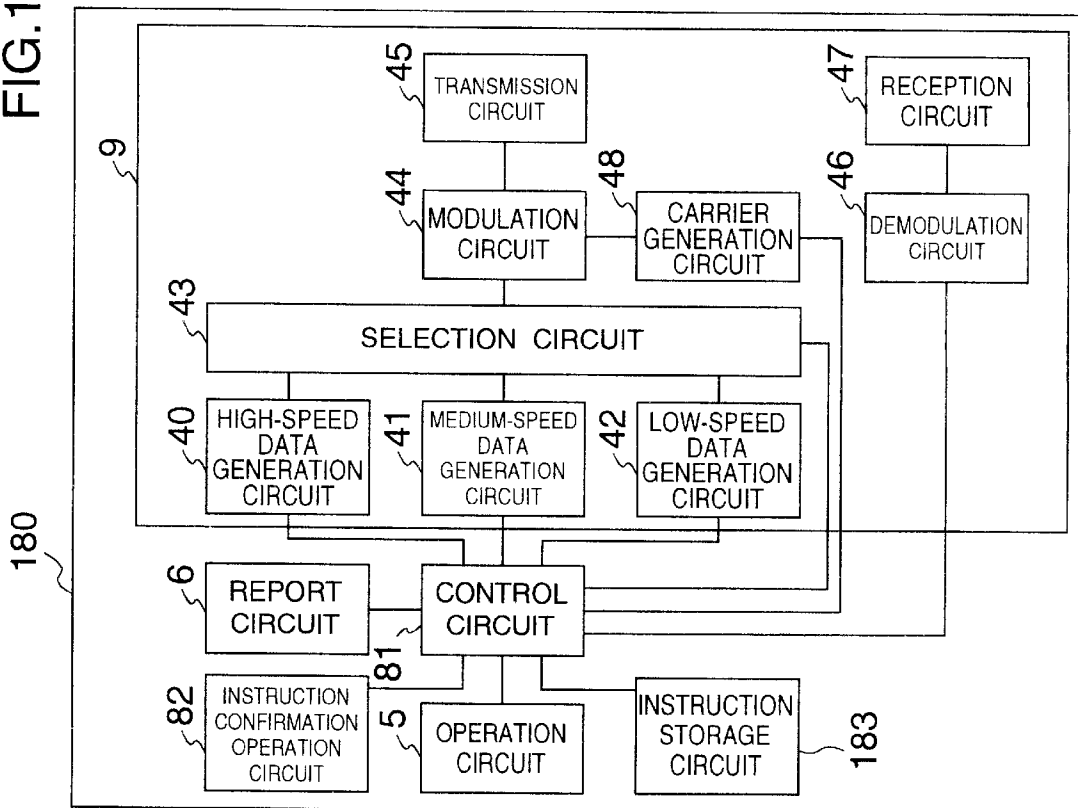 FIG.1
180
9
45
TRANSMISSION
CIRCUIT
47
RECEPTION
CIRCUIT
44
MODULATION
CIRCUIT
48
CARRIER
GENERATION
CIRCUIT
46
DEMODULATION
CIRCUIT
43
SELECTION CIRCUIT
40
HIGH-SPEED
DATA
GENERATION
CIRCUIT
41
MEDIUM-SPEED
DATA
GENERATION
CIRCUIT
42
LOW-SPEED
DATA
GENERATION
CIRCUIT
6
REPORT
CIRCUIT
81
CONTROL
CIRCUIT
82
INSTRUCTION
CONFIRMATION
OPERATION
CIRCUIT
5
OPERATION
CIRCUIT
INSTRUCTION
STORAGE
CIRCUIT
183